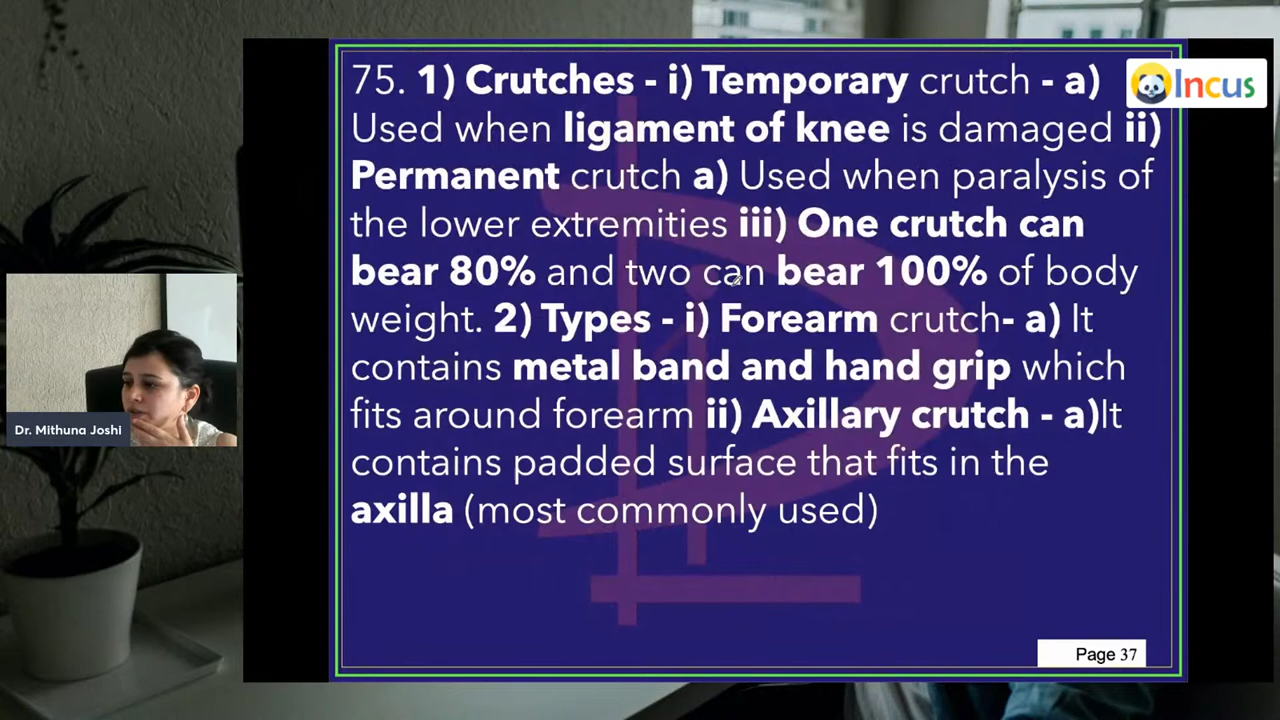 75. 1) Crutches - i) Temporary crutch - a)
Used when ligament of knee is damaged ii)
Permanent crutch a) Used when paralysis of
the lower extremities iii) One crutch can
bear 80% and two can bear 100% of body
weight. 2) Types - i) Forearm crutch- a) It
contains metal band and hand grip which
fits around forearm ii) Axillary crutch - a)It
contains padded surface that fits in the
axilla (most commonly used)
Incus
Dr. Mithuna Joshi
Page 37